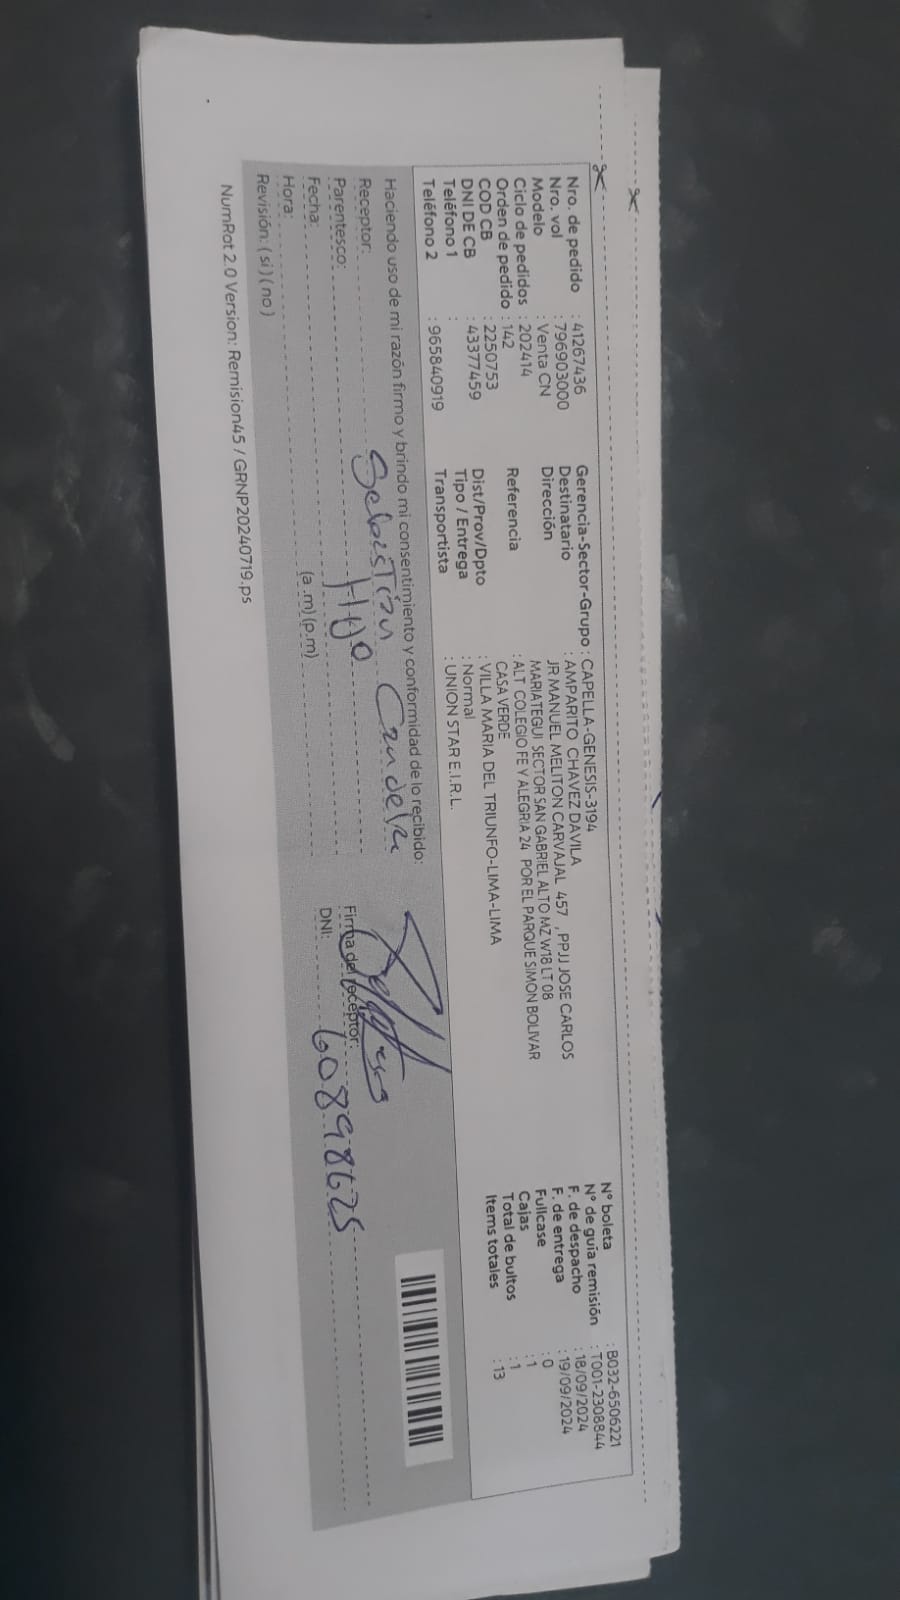 Nro. de pedido : 41267436
Nro. vol : 796903000
Modelo : Venta CN
Ciclo de pedidos : 202414
Orden de pedido : 142
COD CB : 2250753
DNI DE CB : 43377459
Teléfono 1 :
Teléfono 2 : 965840919
Gerencia-Sector-Grupo : CAPELLA-GENESIS-3194
Destinatario : AMPARITO CHAVEZ DAVILA
Dirección JR MANUEL MELITON CARVAJAL 457 , PPJJ JOSE CARLOS
MARIATEGUI SECTOR SAN GABRIEL ALTO MZ W18 LT 08
Referencia : ALT COLEGIO FE Y ALEGRIA 24 POR EL PARQUE SIMON BOLIVAR
CASA VERDE
Dist/Prov/Dpto : VILLA MARIA DEL TRIUNFO-LIMA-LIMA
Tipo / Entrega : Normal
Transportista : UNION STAR E.I.R.L.
N° boleta : B032-6506221
N° de guía remisión : T001-2308844
F. de despacho : 18/09/2024
F. de entrega : 19/09/2024
Fullcase : 0
Cajas : 1
Total de bultos : 1
Items totales : 13
Haciendo uso de mi razón firmo y brindo mi consentimiento y conformidad de lo recibido:
Receptor: Sebastian Candela
Parentesco: Hijo
Fecha:
Hora: (a.m)(p.m)
Revisión: (si)(no)
Firma del receptor:
DNI: 60898625
NumRot 2.0 Version: Remision45 / GRNP20240719.ps